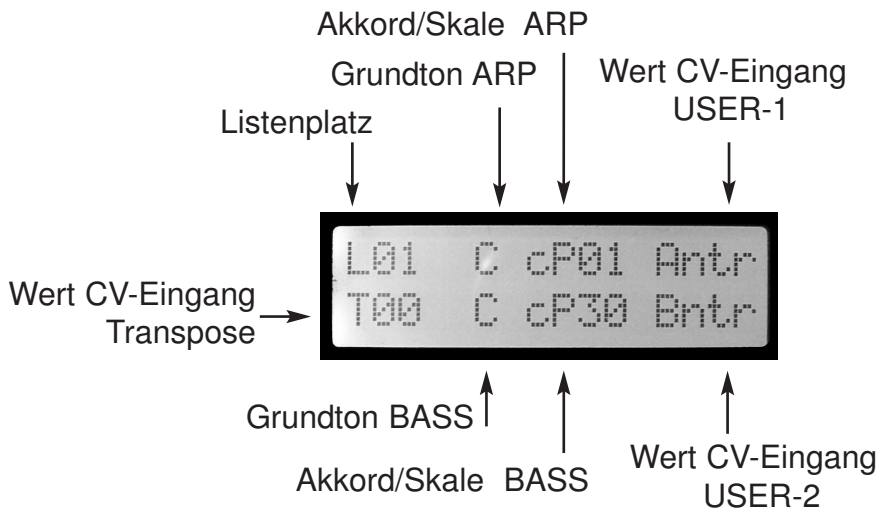 Akkord/Skale ARP
Grundton ARP
Wert CV-Eingang
USER-1
Listenplatz
L01 C cP01 Antr
T00 C cP30 Bntr
Wert CV-Eingang
Transpose
Grundton BASS
Akkord/Skale BASS
Wert CV-Eingang
USER-2